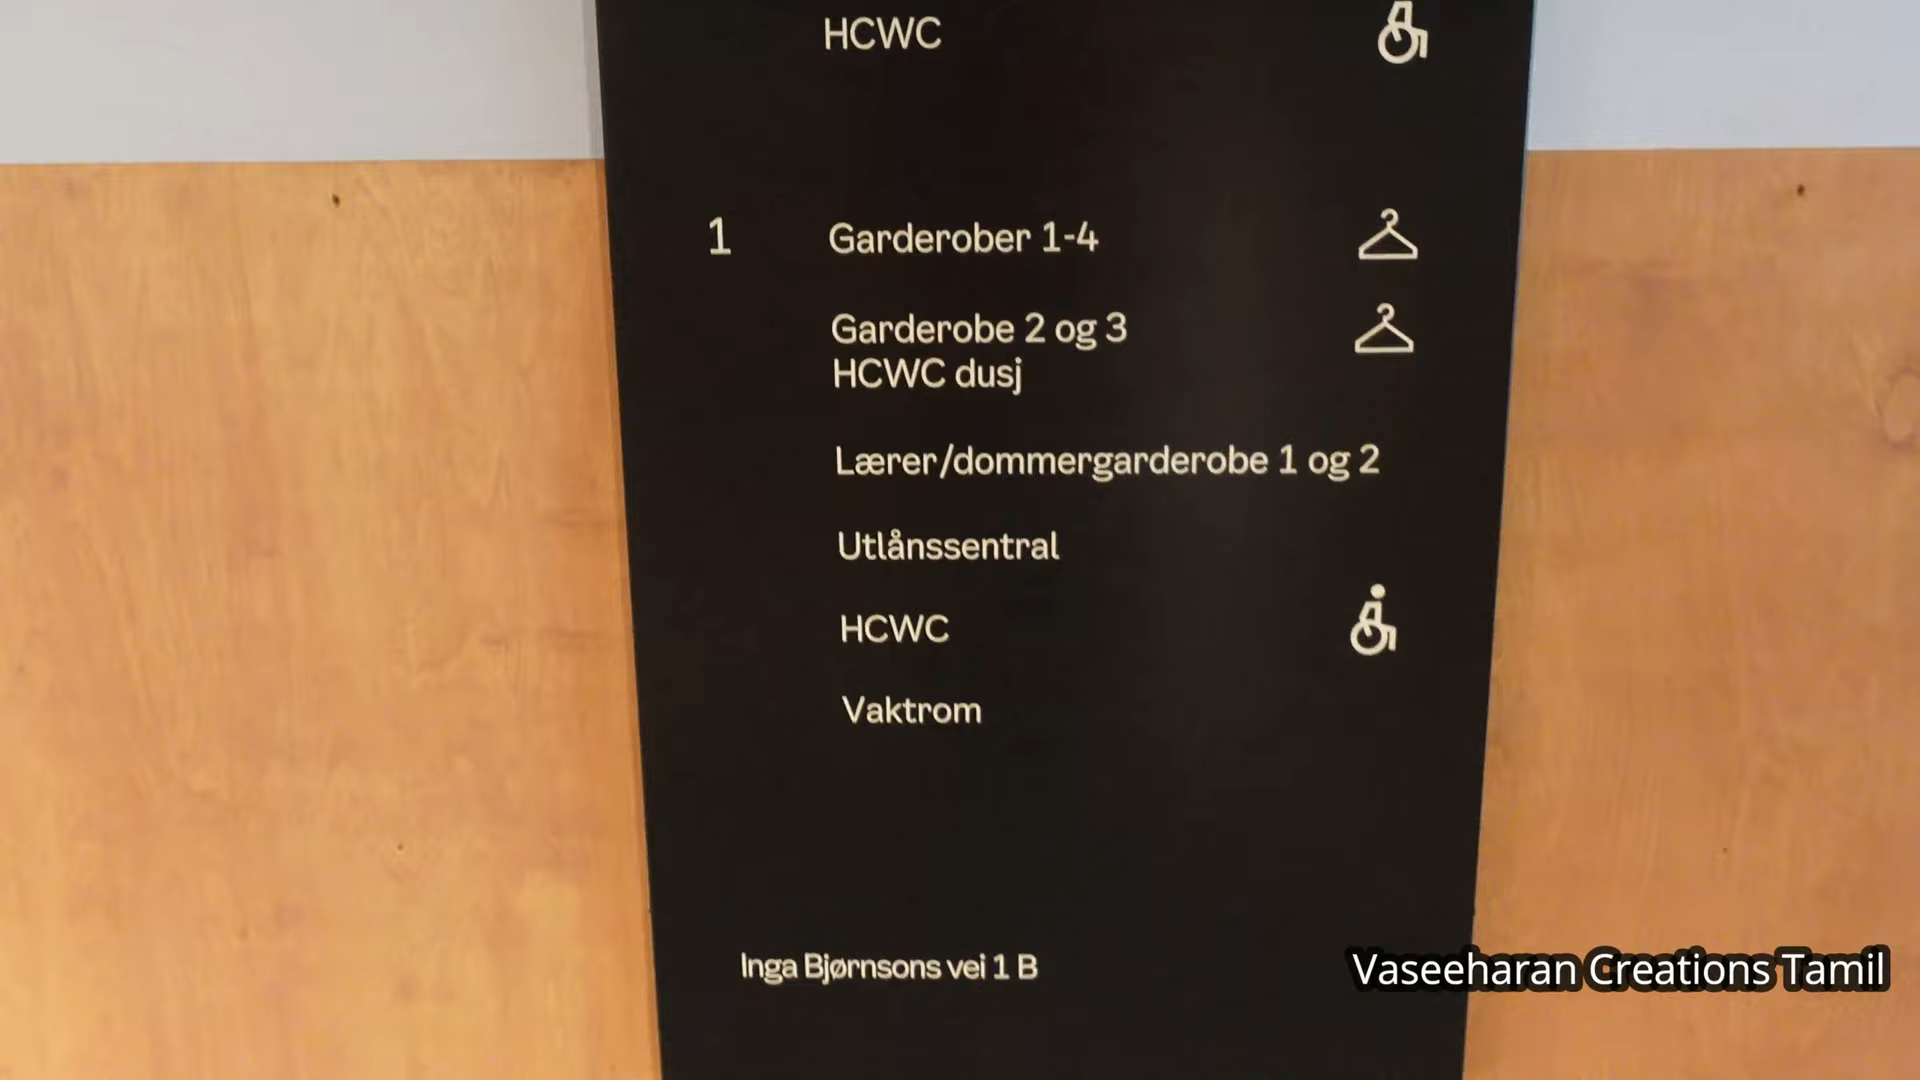 HCWC
1 Garderober 1-4
Garderobe 2 og 3
HCWC dusj
Lærer/dommergarderobe 1 og 2
Utlånssentral
HCWC
Vaktrom
Inga Bjørnsons vei 1 B
Vaseeharan Creations Tamil